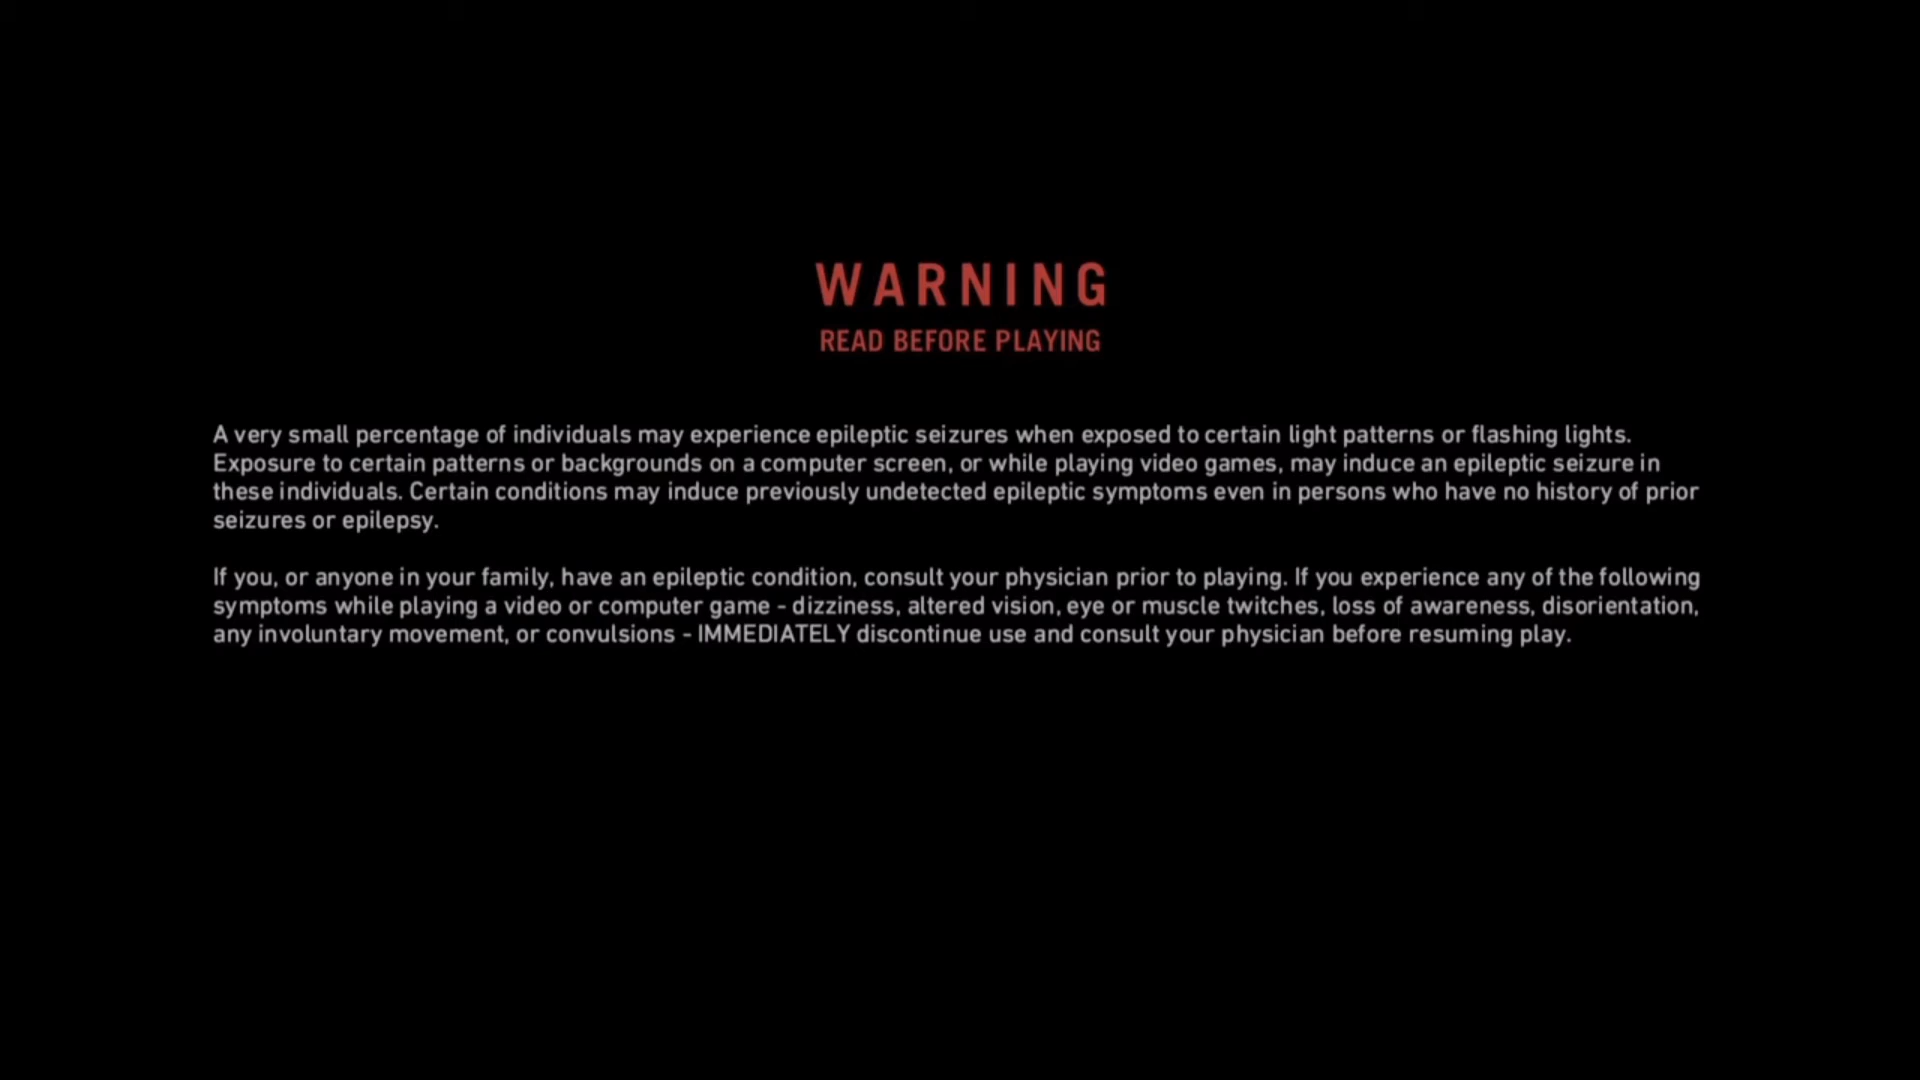 WARNING
READ BEFORE PLAYING
A very small percentage of individuals may experience epileptic seizures when exposed to certain light patterns or flashing lights.
Exposure to certain patterns or backgrounds on a computer screen, or while playing video games, may induce an epileptic seizure in
these individuals. Certain conditions may induce previously undetected epileptic symptoms even in persons who have no history of prior
seizures or epilepsy.
If you, or anyone in your family, have an epileptic condition, consult your physician prior to playing. If you experience any of the following
symptoms while playing a video or computer game - dizziness, altered vision, eye or muscle twitches, loss of awareness, disorientation,
any involuntary movement, or convulsions - IMMEDIATELY discontinue use and consult your physician before resuming play.